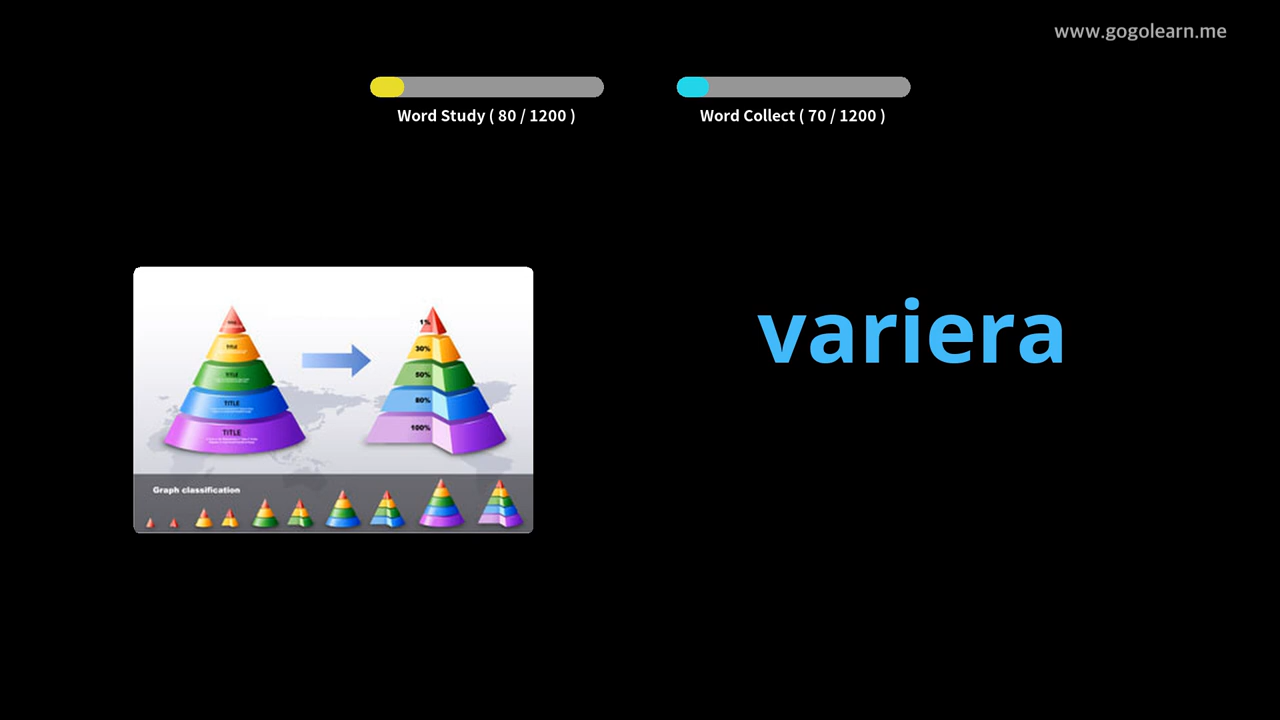 www.gogolearn.me
Word Study ( 80 / 1200 )
Word Collect ( 70 / 1200 )
variera
TITLE
TITLE
TITLE
TITLE
1%
30%
50%
80%
100%
Graph classification